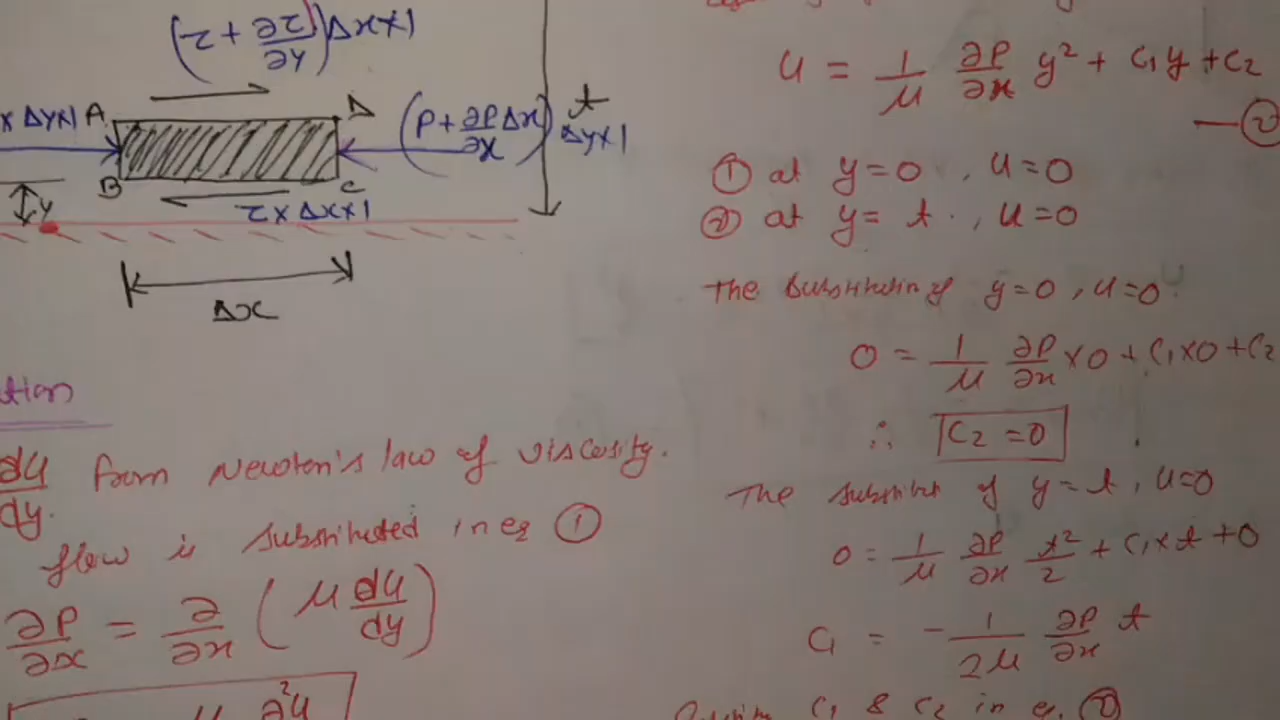 (τ + ∂τ/∂y) Δx×1
× Δy×1 A D (P + ∂P/∂x Δx) t
Δy×1
B C
y τ × Δx×1
Δx
tion
du/dy. from Newton's law of viscosity.
flow is substituted in eq ①
∂P/∂x = ∂/∂x (μ du/dy)
μ ∂²u
u = 1/μ ∂P/∂x y² + C₁y + C₂
— ②
① at y=0 , u=0
② at y= t , u=0
The y=0 , u=0
0 = 1/μ ∂P/∂x ×0 + C₁×0 + C₂
∴ C₂ =0
The of y=t , u=0
0 = 1/μ ∂P/∂x t²/2 + C₁×t +0
C₁ = - 1/2μ ∂P/∂x t
C₁ & C₂ in eq. ②